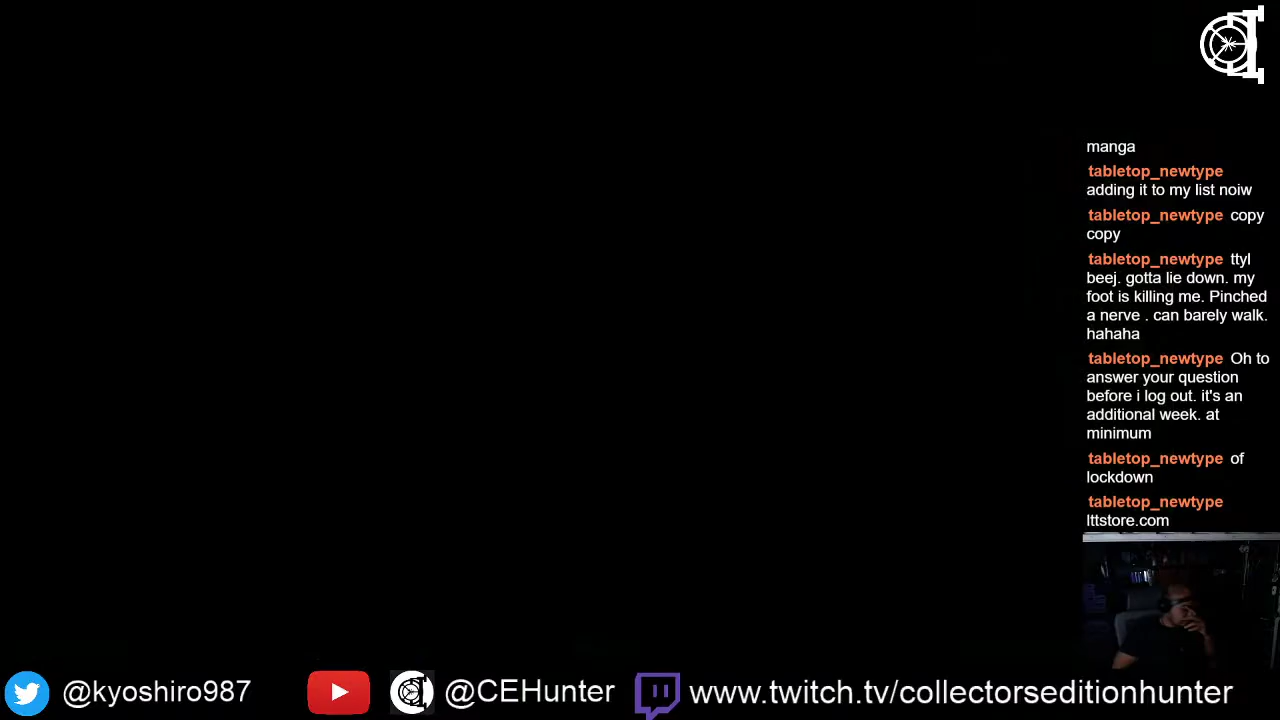 manga
tabletop_newtype
adding it to my list noiw
tabletop_newtype copy
copy
tabletop_newtype ttyl
beej. gotta lie down. my
foot is killing me. Pinched
a nerve . can barely walk.
hahaha
tabletop_newtype Oh to
answer your question
before i log out. it's an
additional week. at
minimum
tabletop_newtype of
lockdown
tabletop_newtype
lttstore.com
@kyoshiro987
@CEHunter
www.twitch.tv/collectorseditionhunter